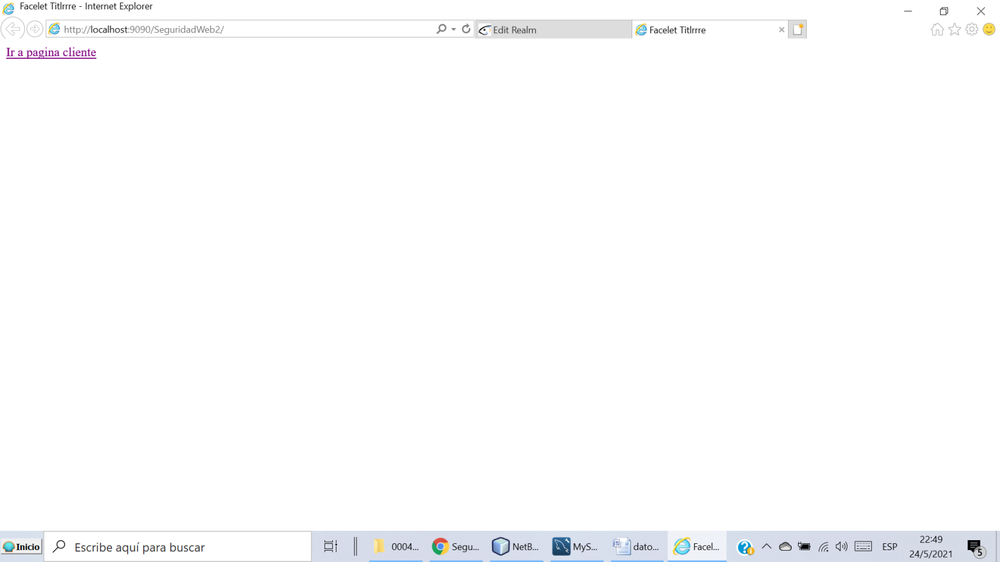 Facelet Titlrrre - Internet Explorer
http://localhost:9090/SeguridadWeb2/
Edit Realm
Facelet Titlrrre
Ir a pagina cliente
Inicio
Escribe aquí para buscar
0004...
Segu...
NetB...
MyS...
dato...
Facel...
ESP
22:49
24/5/2021
5